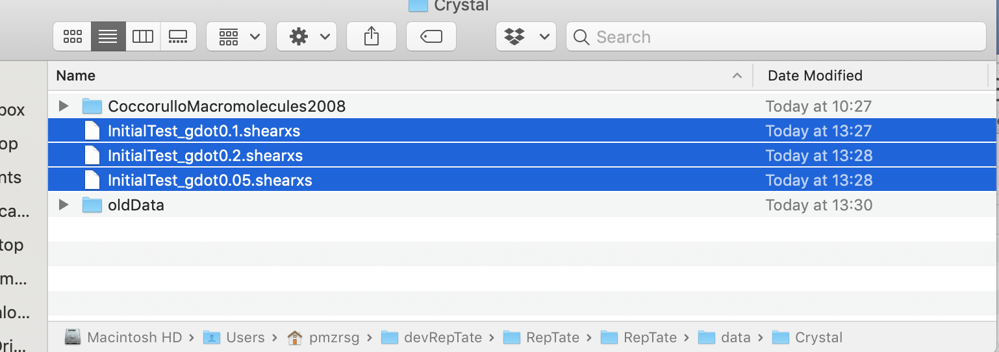 Crystal
Search
Name Date Modified
CoccorulloMacromolecules2008 Today at 10:27
InitialTest_gdot0.1.shearxs Today at 13:27
InitialTest_gdot0.2.shearxs Today at 13:28
InitialTest_gdot0.05.shearxs Today at 13:28
oldData Today at 13:30
box
op
nts
ca...
top
m...
lo...
Dri...
Macintosh HD > Users > pmzrsg > devRepTate > RepTate > RepTate > data > Crystal